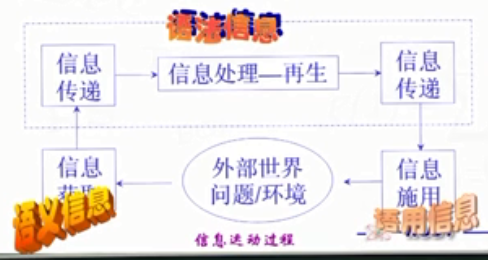 语法信息
信息
传递
信息处理—再生
信息
传递
信息
获取
外部世界
问题/环境
信息
施用
语义信息
语用信息
信息运动过程